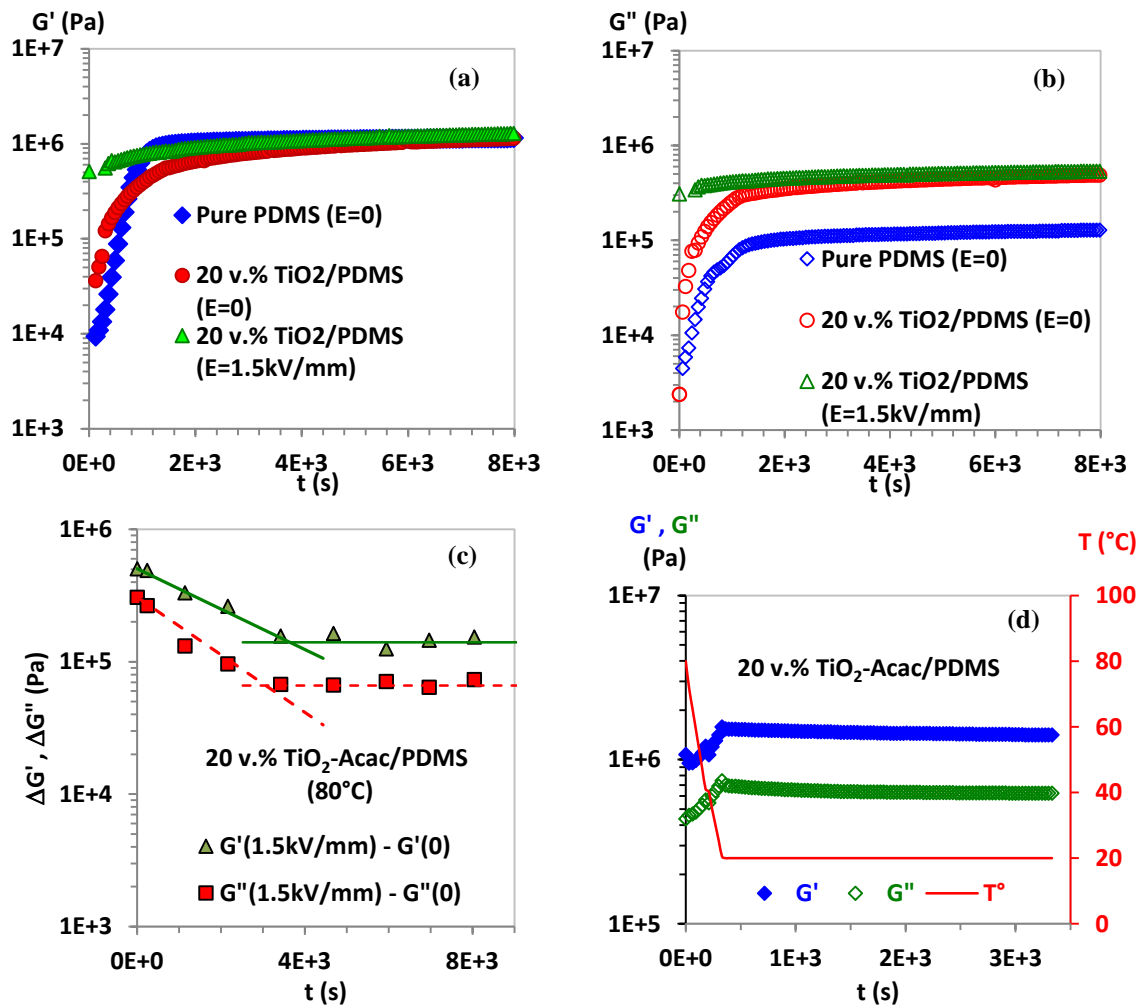 G' (Pa)
1E+7
1E+6
1E+5
1E+4
1E+3
(a)
Pure PDMS (E=0)
20 v.% TiO2/PDMS
(E=0)
20 v.% TiO2/PDMS
(E=1.5kV/mm)
0E+0 2E+3 4E+3 6E+3 8E+3
t (s)
G" (Pa)
1E+7
1E+6
1E+5
1E+4
1E+3
(b)
Pure PDMS (E=0)
20 v.% TiO2/PDMS (E=0)
20 v.% TiO2/PDMS
(E=1.5kV/mm)
0E+0 2E+3 4E+3 6E+3 8E+3
t (s)
ΔG' , ΔG" (Pa)
1E+6
1E+5
1E+4
1E+3
(c)
20 v.% TiO₂-Acac/PDMS
(80°C)
G'(1.5kV/mm) - G'(0)
G"(1.5kV/mm) - G"(0)
0E+0 4E+3 8E+3
t (s)
G' , G"
(Pa)
T (°C)
1E+7
1E+6
1E+5
100
80
60
40
20
0
(d)
20 v.% TiO₂-Acac/PDMS
G' G" T°
0E+0 1E+3 2E+3 3E+3
t (s)